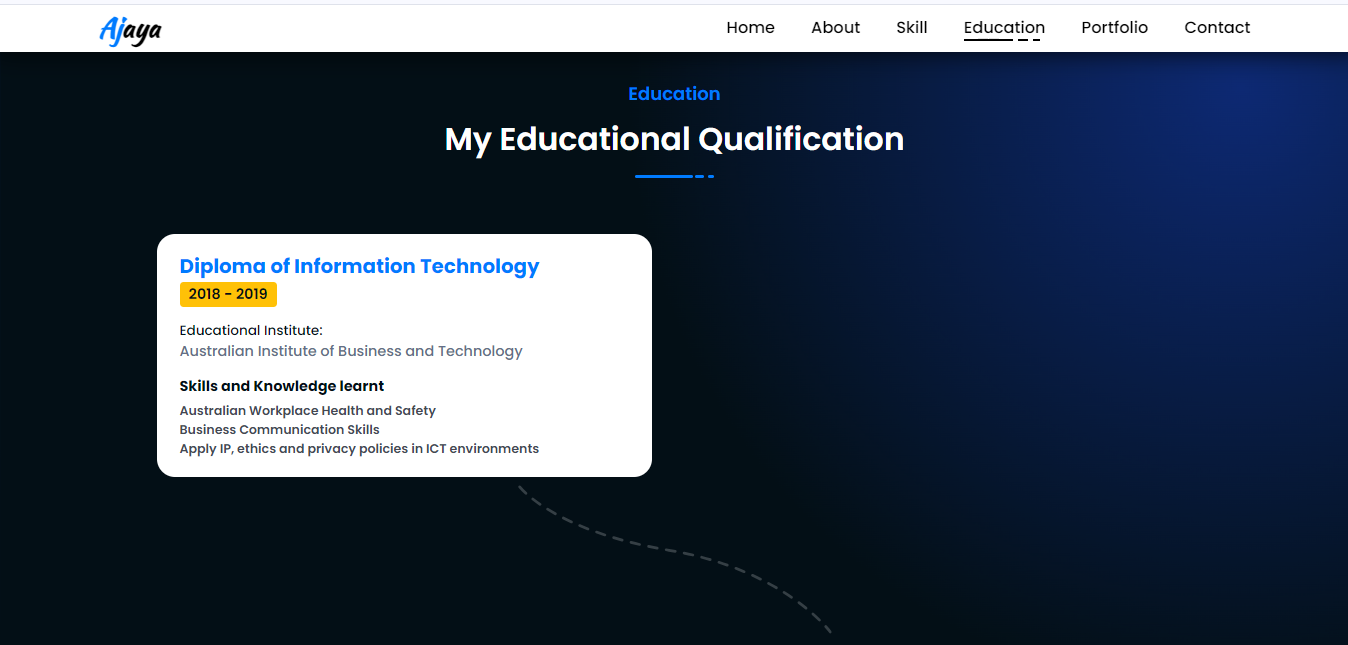 Ajaya
Home About Skill Education Portfolio Contact
Education
My Educational Qualification
Diploma of Information Technology
2018 - 2019
Educational Institute:
Australian Institute of Business and Technology
Skills and Knowledge learnt
Australian Workplace Health and Safety
Business Communication Skills
Apply IP, ethics and privacy policies in ICT environments